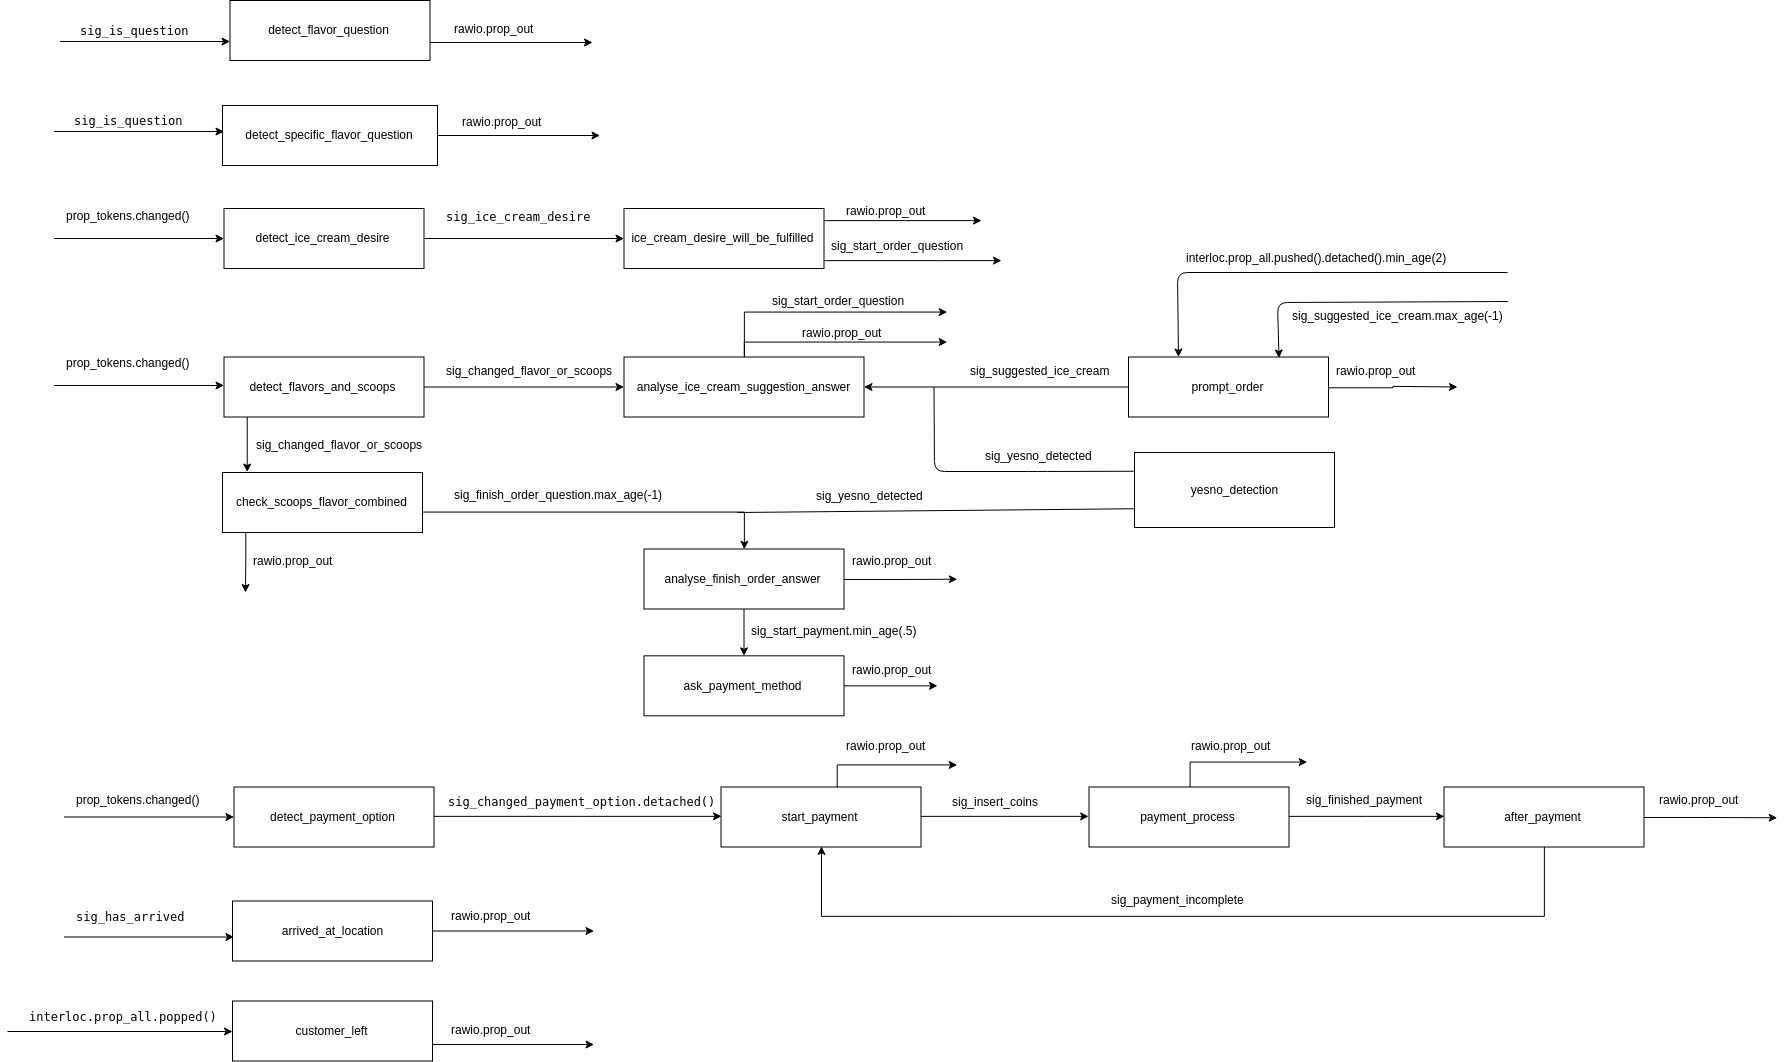 sig_is_question
detect_flavor_question
rawio.prop_out
sig_is_question
detect_specific_flavor_question
rawio.prop_out
prop_tokens.changed()
detect_ice_cream_desire
sig_ice_cream_desire
ice_cream_desire_will_be_fulfilled
rawio.prop_out
sig_start_order_question
interloc.prop_all.pushed().detached().min_age(2)
sig_suggested_ice_cream.max_age(-1)
sig_start_order_question
rawio.prop_out
prop_tokens.changed()
detect_flavors_and_scoops
sig_changed_flavor_or_scoops
analyse_ice_cream_suggestion_answer
sig_suggested_ice_cream
prompt_order
rawio.prop_out
sig_changed_flavor_or_scoops
sig_yesno_detected
yesno_detection
check_scoops_flavor_combined
sig_finish_order_question.max_age(-1)
sig_yesno_detected
rawio.prop_out
analyse_finish_order_answer
rawio.prop_out
sig_start_payment.min_age(.5)
ask_payment_method
rawio.prop_out
prop_tokens.changed()
detect_payment_option
sig_changed_payment_option.detached()
rawio.prop_out
start_payment
sig_insert_coins
rawio.prop_out
payment_process
sig_finished_payment
after_payment
rawio.prop_out
sig_payment_incomplete
sig_has_arrived
arrived_at_location
rawio.prop_out
interloc.prop_all.popped()
customer_left
rawio.prop_out